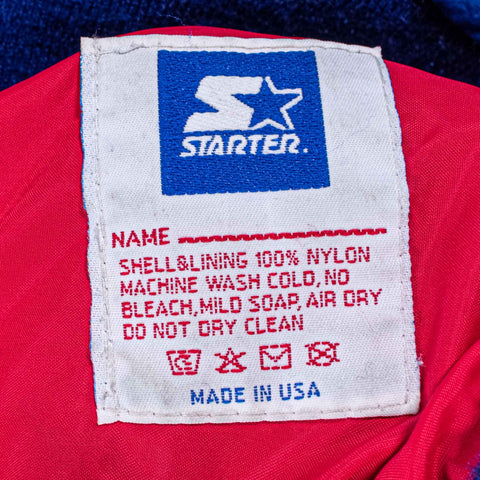 STARTER.
NAME
SHELL&LINING 100% NYLON
MACHINE WASH COLD, NO
BLEACH, MILD SOAP, AIR DRY
DO NOT DRY CLEAN
MADE IN USA